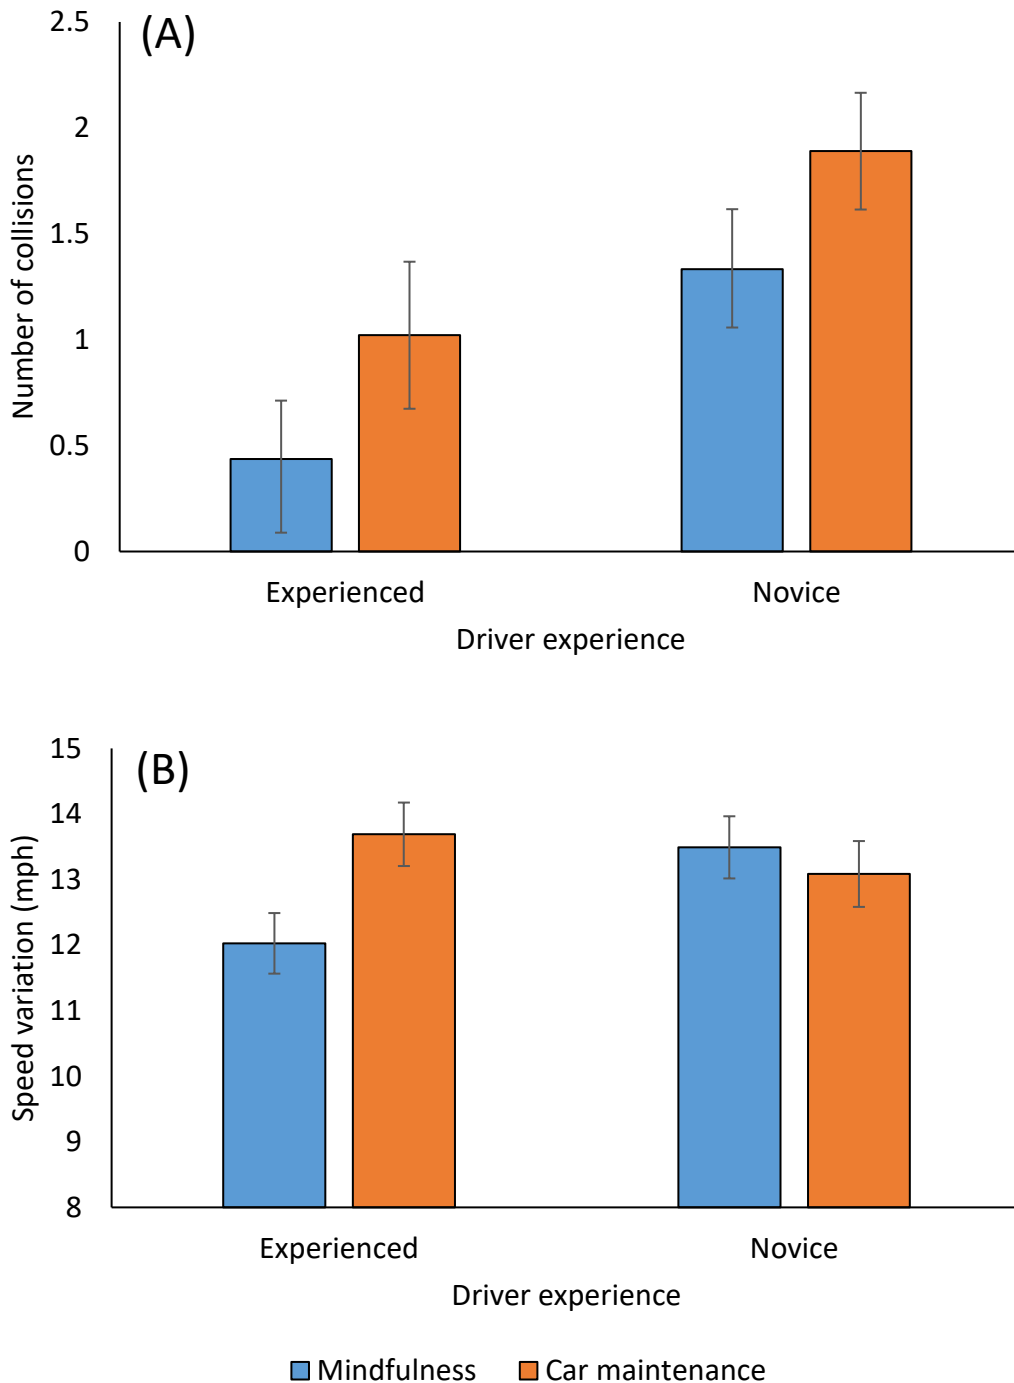 (A)
2.5
2
1.5
1
0.5
0
Number of collisions
Experienced Novice
Driver experience
(B)
15
14
13
12
11
10
9
8
Speed variation (mph)
Experienced Novice
Driver experience
Mindfulness Car maintenance